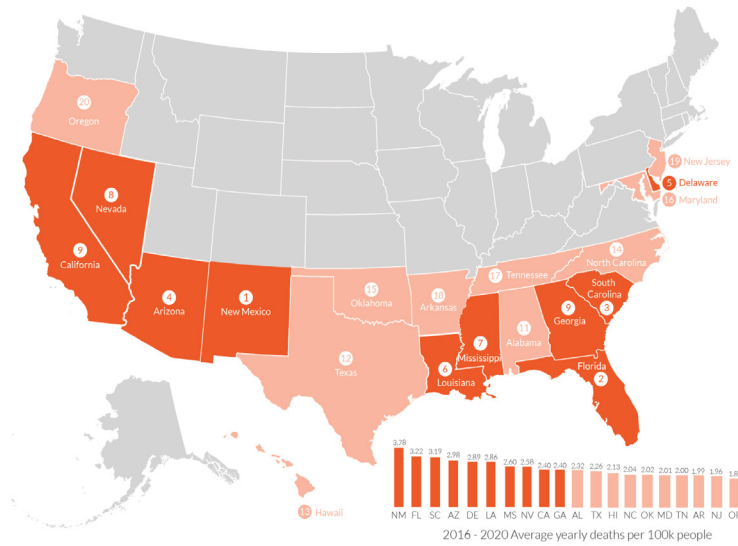 20
Oregon
8
Nevada
9
California
4
Arizona
1
New Mexico
15
Oklahoma
18
Arkansas
12
Texas
17 Tennessee
14
North Carolina
South
Carolina
3
9
Georgia
11
Alabama
7
Mississippi
6
Louisiana
Florida
2
19 New Jersey
5 Delaware
16 Maryland
13 Hawaii
3.78 3.22 3.19 2.98 2.89 2.86 2.60 2.58 2.40 2.40 2.32 2.26 2.13 2.04 2.02 2.01 2.00 1.99 1.96
NM FL SC AZ DE LA MS NV CA GA AL TX HI NC OK MD TN AR NJ
2016 - 2020 Average yearly deaths per 100k people